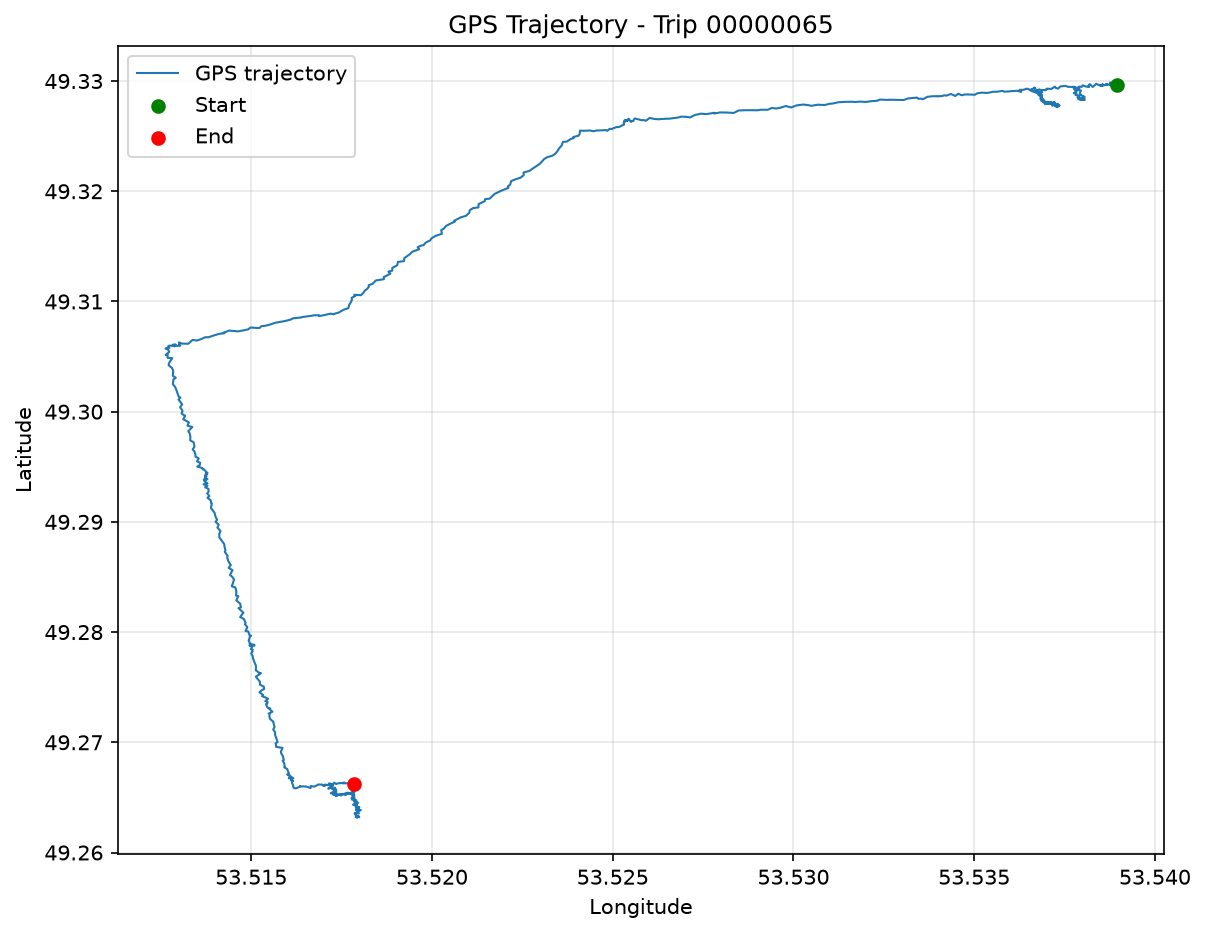 GPS Trajectory - Trip 00000065
GPS trajectory
Start
End
49.33
49.32
49.31
49.30
49.29
49.28
49.27
49.26
Latitude
53.515 53.520 53.525 53.530 53.535 53.540
Longitude